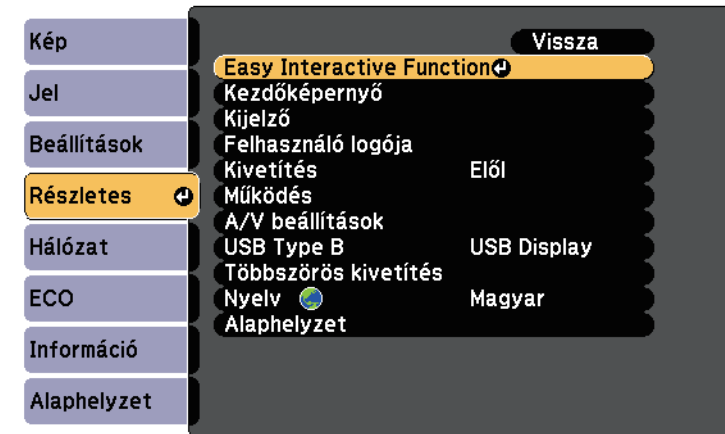 Kép
Jel
Beállítások
Részletes
Hálózat
ECO
Információ
Alaphelyzet
Vissza
Easy Interactive Function
Kezdőképernyő
Kijelző
Felhasználó logója
Kivetítés Elől
Működés
A/V beállítások
USB Type B USB Display
Többszörös kivetítés
Nyelv Magyar
Alaphelyzet